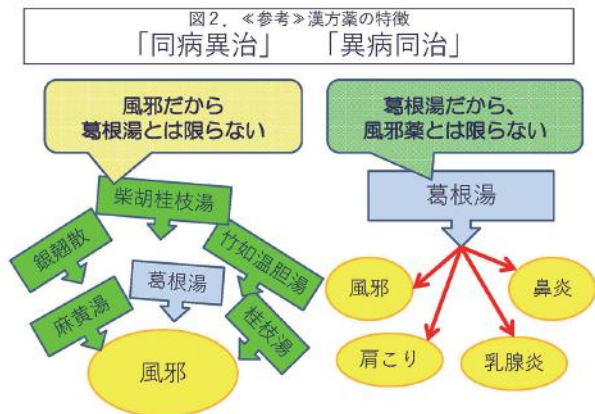 図2．≪参考≫漢方薬の特徴
「同病異治」　「異病同治」
風邪だから
葛根湯とは限らない
柴胡桂枝湯
銀翹散
竹如温胆湯
葛根湯
麻黄湯
桂枝湯
風邪
葛根湯だから、
風邪薬とは限らない
葛根湯
風邪
鼻炎
肩こり
乳腺炎